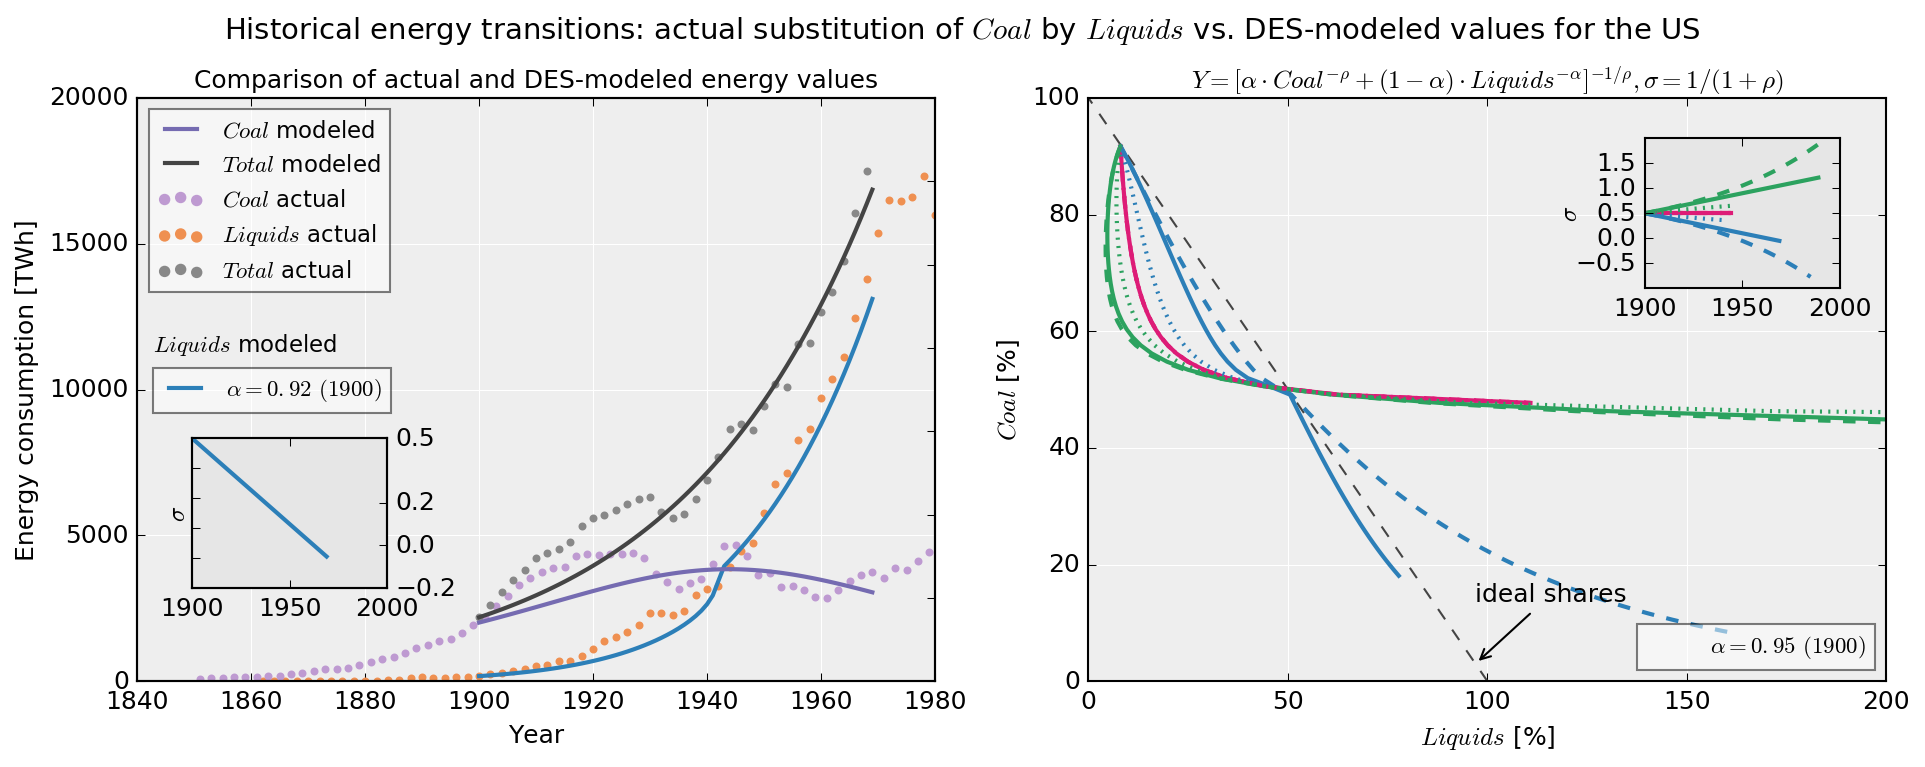 Historical energy transitions: actual substitution of Coal by Liquids vs. DES-modeled values for the US
Comparison of actual and DES-modeled energy values
Energy consumption [TWh]
20000
15000
10000
5000
0
Coal modeled
Total modeled
Coal actual
Liquids actual
Total actual
Liquids modeled
α = 0.92 (1900)
σ
0.5
0.2
0.0
−0.2
1900 1950 2000
1840 1860 1880 1900 1920 1940 1960 1980
Year
Y = [α · Coal^{−ρ} + (1 − α) · Liquids^{−α}]^{−1/ρ}, σ = 1/(1 + ρ)
Coal [%]
100
80
60
40
20
0
σ
1.5
1.0
0.5
0.0
−0.5
1900 1950 2000
ideal shares
α = 0.95 (1900)
0 50 100 150 200
Liquids [%]